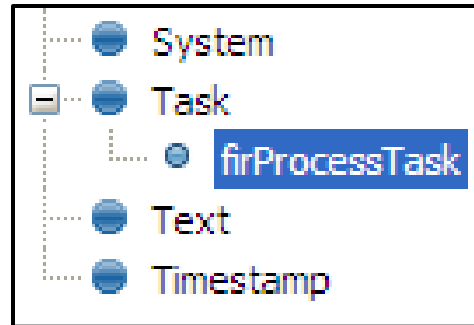 System
Task
firProcessTask
Text
Timestamp